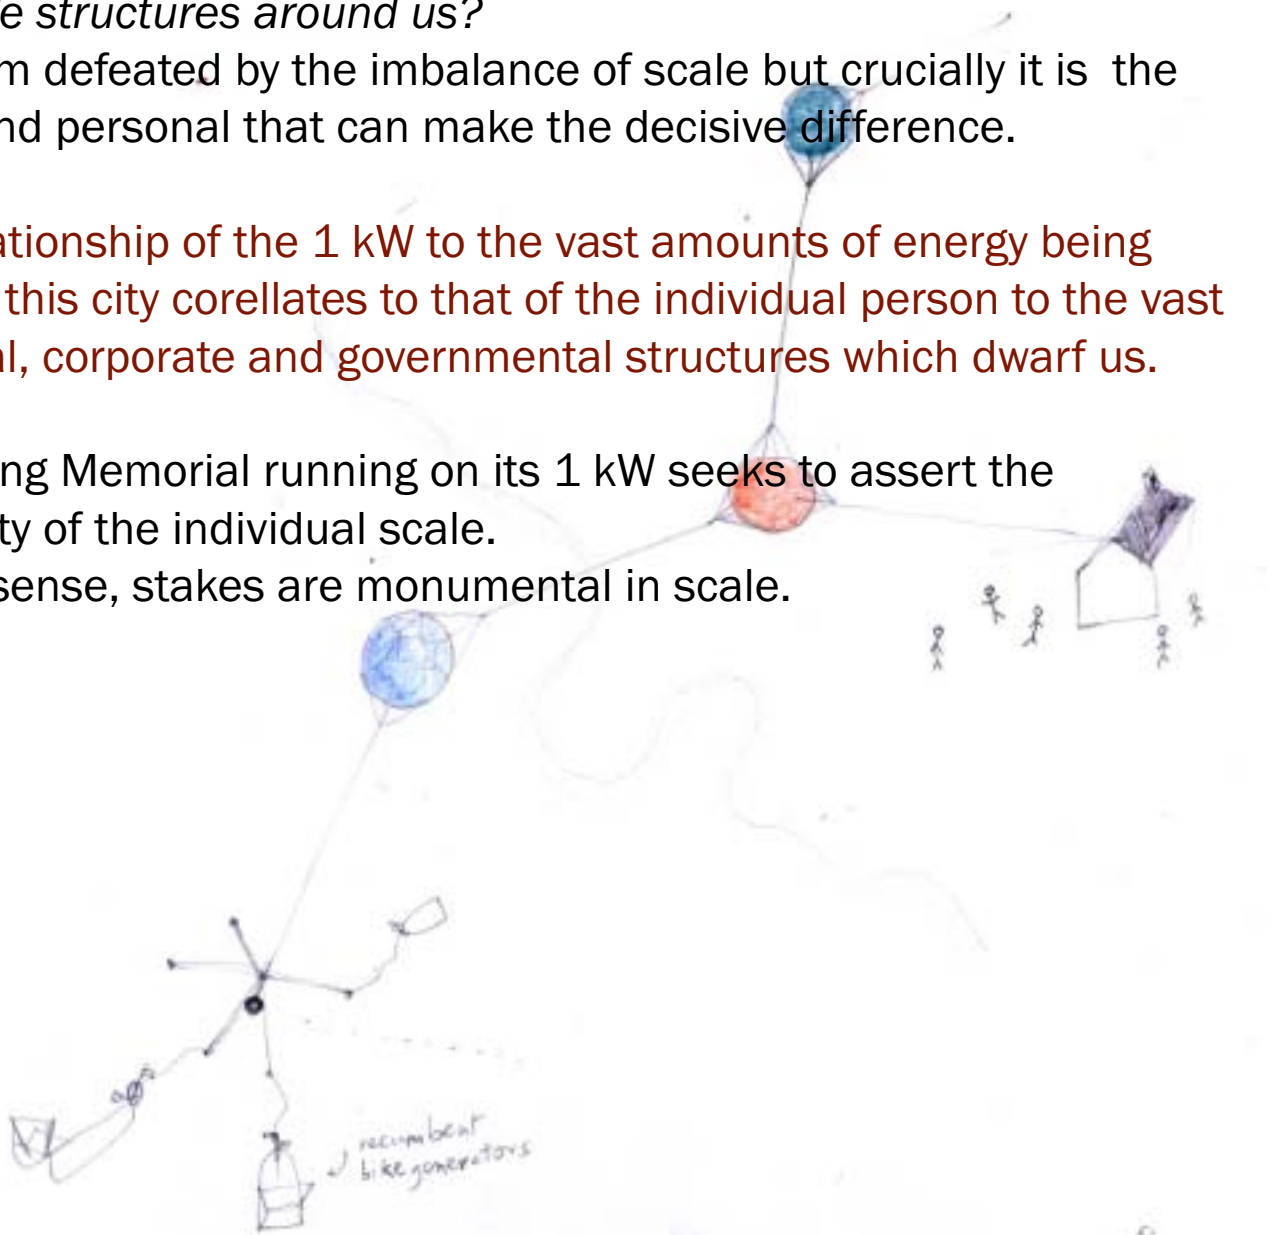 e structures around us?
m defeated by the imbalance of scale but crucially it is the
nd personal that can make the decisive difference.
ationship of the 1 kW to the vast amounts of energy being
this city corellates to that of the individual person to the vast
al, corporate and governmental structures which dwarf us.
ng Memorial running on its 1 kW seeks to assert the
ty of the individual scale.
sense, stakes are monumental in scale.
recumbent
bike generators